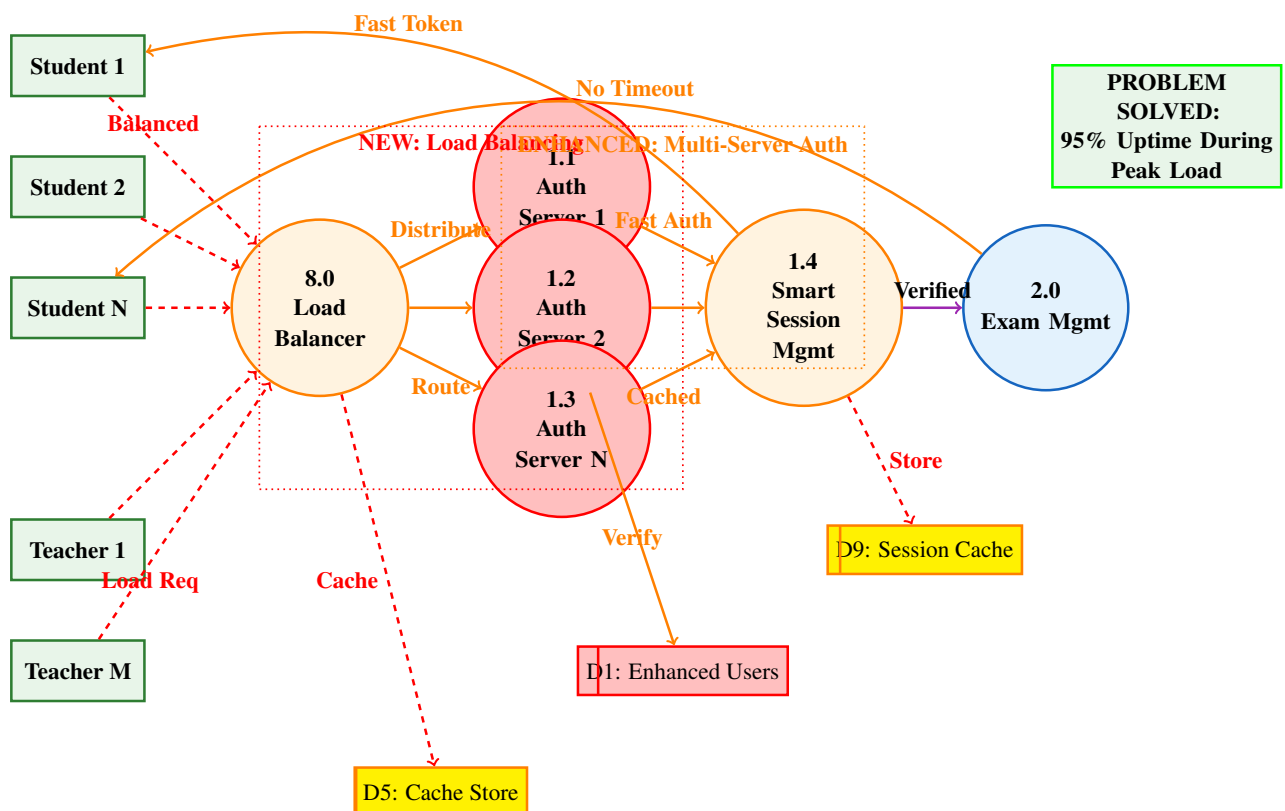 Fast Token
Student 1
Balanced
No Timeout
PROBLEM
SOLVED:
95% Uptime During
Peak Load
NEW: Load Balancing
ENHANCED: Multi-Server Auth
1.1
Auth
Server 1
Student 2
Distribute
Fast Auth
8.0
Load
Balancer
1.2
Auth
Server 2
1.4
Smart
Session
Mgmt
Verified
2.0
Exam Mgmt
Student N
Route
Cached
1.3
Auth
Server N
Store
Teacher 1
Load Req
Cache
Verify
D9: Session Cache
Teacher M
D1: Enhanced Users
D5: Cache Store